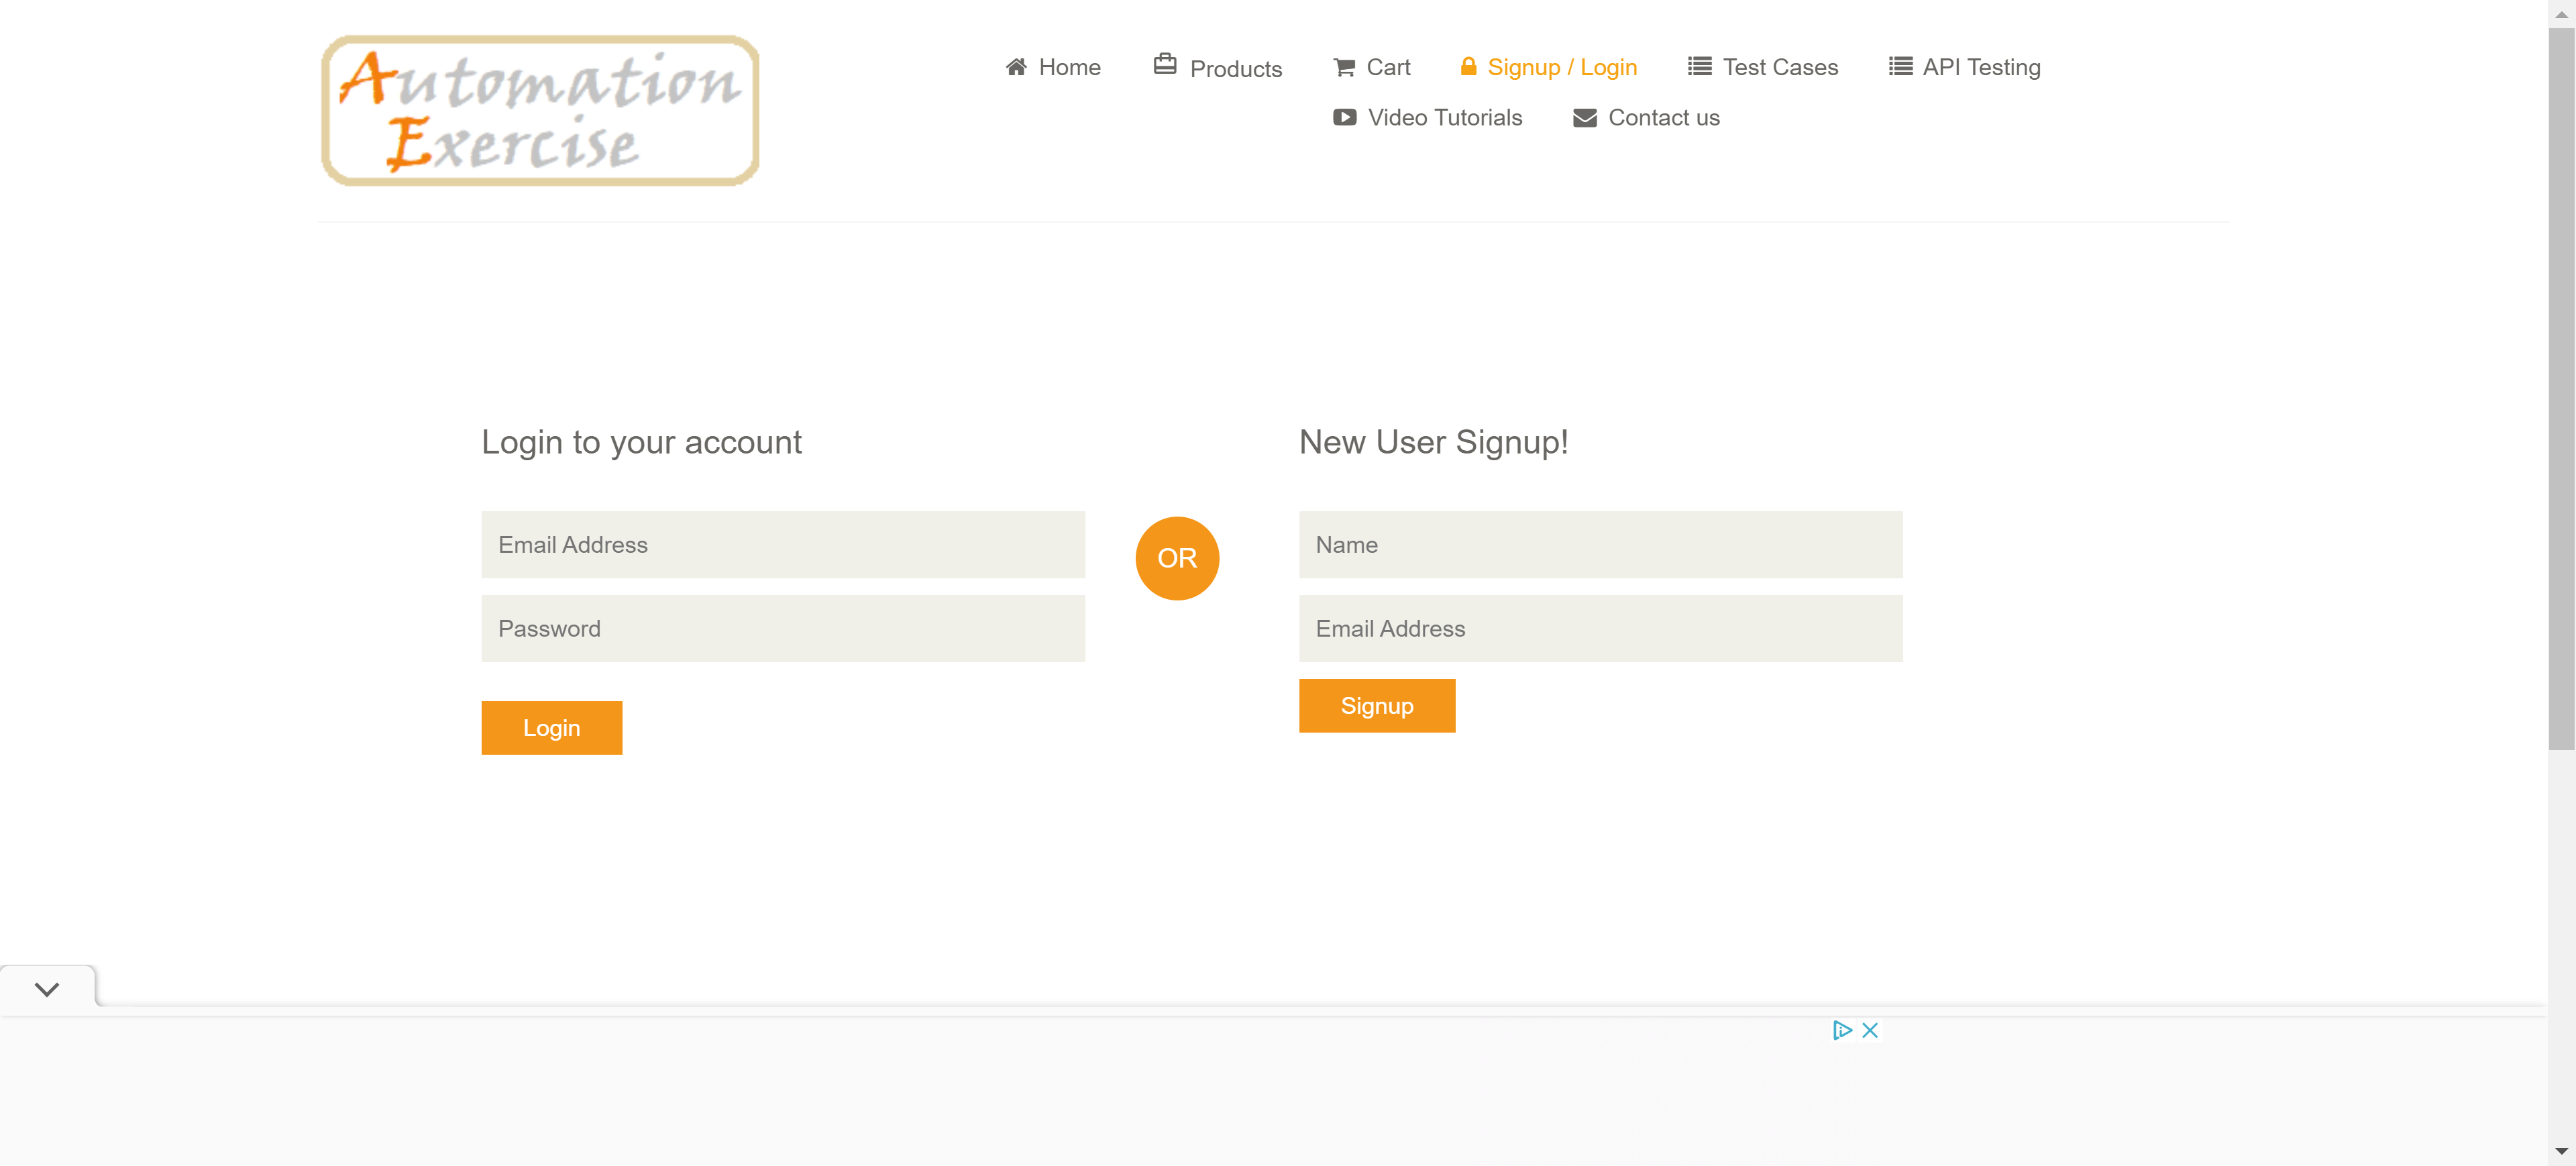 Automation
Exercise
Home Products Cart Signup / Login Test Cases API Testing
Video Tutorials Contact us
Login to your account
Email Address
Password
Login
OR
New User Signup!
Name
Email Address
Signup